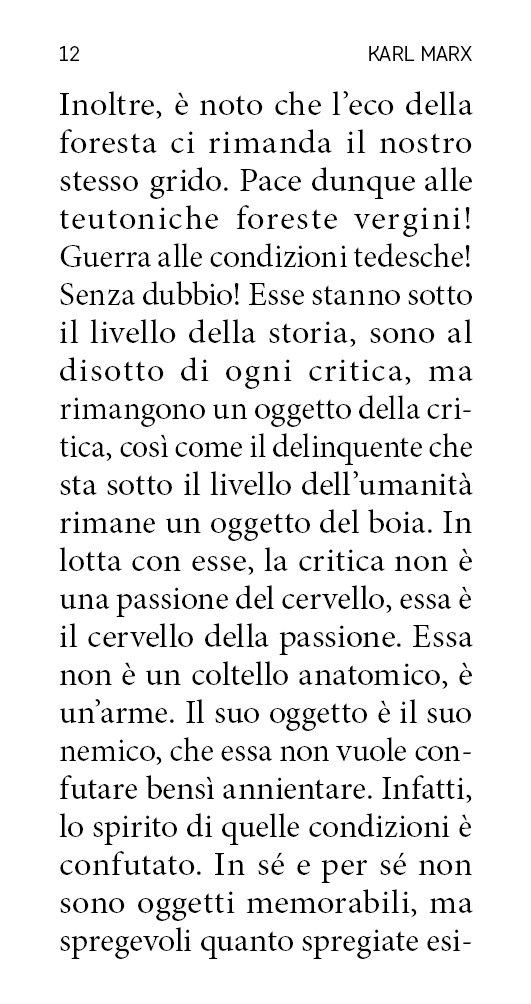 12 KARL MARX
Inoltre, è noto che l’eco della
foresta ci rimanda il nostro
stesso grido. Pace dunque alle
teutoniche foreste vergini!
Guerra alle condizioni tedesche!
Senza dubbio! Esse stanno sotto
il livello della storia, sono al
disotto di ogni critica, ma
rimangono un oggetto della cri-
tica, così come il delinquente che
sta sotto il livello dell’umanità
rimane un oggetto del boia. In
lotta con esse, la critica non è
una passione del cervello, essa è
il cervello della passione. Essa
non è un coltello anatomico, è
un’arme. Il suo oggetto è il suo
nemico, che essa non vuole con-
futare bensì annientare. Infatti,
lo spirito di quelle condizioni è
confutato. In sé e per sé non
sono oggetti memorabili, ma
spregevoli quanto spregiate esi-